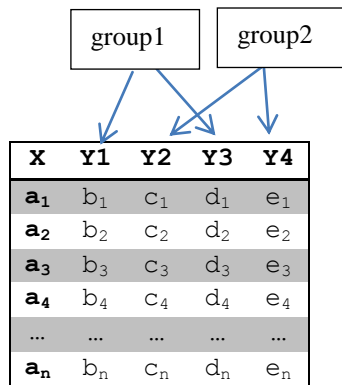 group1 group2
X Y1 Y2 Y3 Y4
a₁ b₁ c₁ d₁ e₁
a₂ b₂ c₂ d₂ e₂
a₃ b₃ c₃ d₃ e₃
a₄ b₄ c₄ d₄ e₄
… … … … …
aₙ bₙ cₙ dₙ eₙ